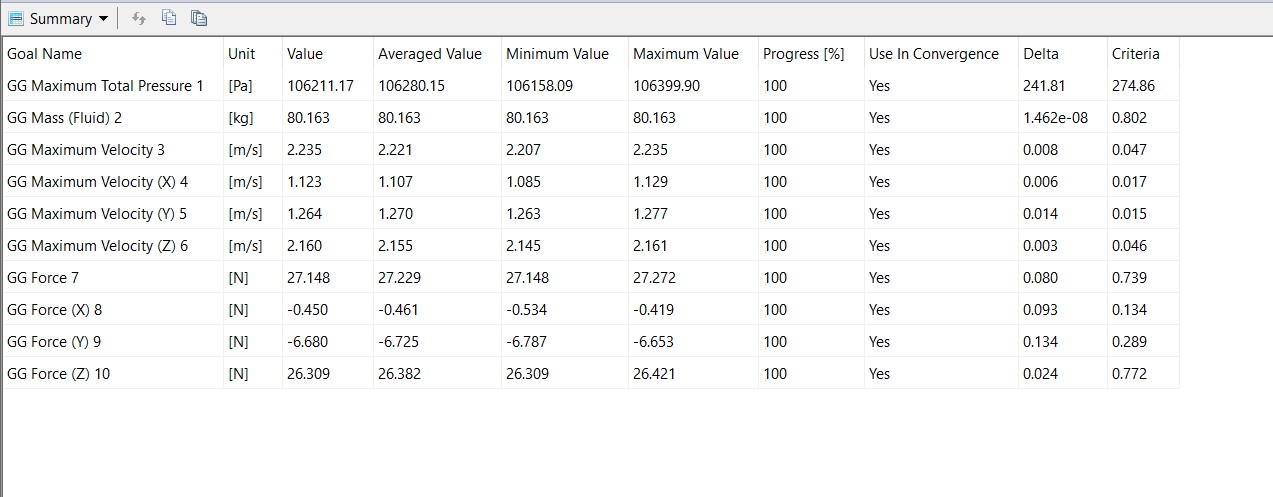 Summary
Goal Name Unit Value Averaged Value Minimum Value Maximum Value Progress [%] Use In Convergence Delta Criteria
GG Maximum Total Pressure 1 [Pa] 106211.17 106280.15 106158.09 106399.90 100 Yes 241.81 274.86
GG Mass (Fluid) 2 [kg] 80.163 80.163 80.163 80.163 100 Yes 1.462e-08 0.802
GG Maximum Velocity 3 [m/s] 2.235 2.221 2.207 2.235 100 Yes 0.008 0.047
GG Maximum Velocity (X) 4 [m/s] 1.123 1.107 1.085 1.129 100 Yes 0.006 0.017
GG Maximum Velocity (Y) 5 [m/s] 1.264 1.270 1.263 1.277 100 Yes 0.014 0.015
GG Maximum Velocity (Z) 6 [m/s] 2.160 2.155 2.145 2.161 100 Yes 0.003 0.046
GG Force 7 [N] 27.148 27.229 27.148 27.272 100 Yes 0.080 0.739
GG Force (X) 8 [N] -0.450 -0.461 -0.534 -0.419 100 Yes 0.093 0.134
GG Force (Y) 9 [N] -6.680 -6.725 -6.787 -6.653 100 Yes 0.134 0.289
GG Force (Z) 10 [N] 26.309 26.382 26.309 26.421 100 Yes 0.024 0.772